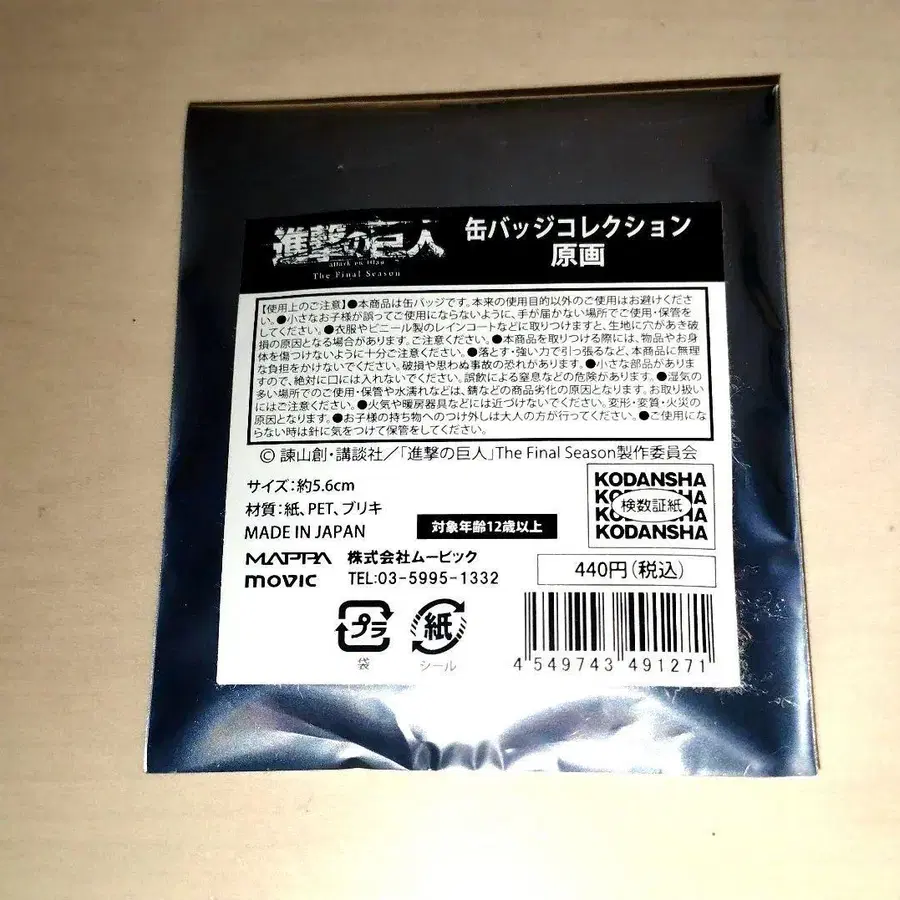 進撃の巨人
attack on titan
The Final Season
缶バッジコレクション
原画
【使用上のご注意】●本商品は缶バッジです。本来の使用目的以外のご使用はお避けくださ
い。●小さなお子様が誤ってご使用にならないように、手が届かない場所でご使用・保管を
してください。●衣服やビニール製のレインコートなどに取りつけますと、生地に穴があき破
損の原因となる場合があります。ご注意ください。●本商品を取りつける際には、物品やお身
体を傷つけないように十分ご注意ください。●落とす・強い力で引っ張るなど、本商品に無理
な負担をかけないでください。破損や思わぬ事故の恐れがあります。●小さな部品がありま
すので、絶対に口には入れないでください。誤飲による窒息などの危険があります。●湿気の
多い場所でのご使用・保管や水濡れなどは、錆などの商品劣化の原因となります。お取り扱い
にはご注意ください。●火気や暖房器具などには近づけないでください。変形・変質・火災の
原因となります。●お子様の持ち物へのつけ外しは大人の方が行ってください。●ご使用にな
らない時は針に気をつけて保管をしてください。
© 諫山創・講談社／「進撃の巨人」The Final Season製作委員会
サイズ:約5.6cm
材質:紙、PET、ブリキ
MADE IN JAPAN
対象年齢12歳以上
KODANSHA
KODANSHA
検数証紙
KODANSHA
KODANSHA
MAPPA
movic
株式会社ムービック
TEL:03-5995-1332
440円(税込)
プラ
袋
紙
シール
4 549743 491271